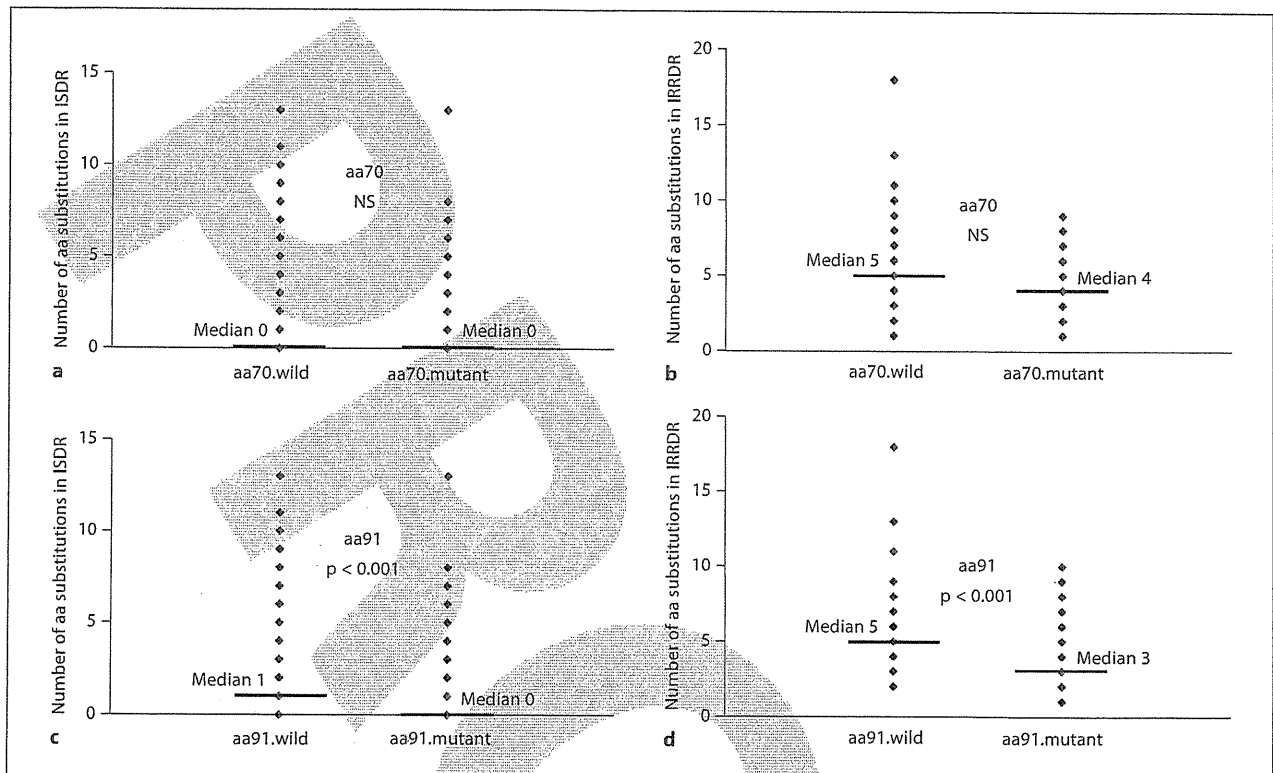 Number of aa substitutions in ISDR
15
10
5
0
aa70
NS
Median 0
Median 0
a
aa70.wild
aa70.mutant
Number of aa substitutions in IRRDR
20
15
10
5
0
aa70
NS
Median 5
Median 4
b
aa70.wild
aa70.mutant
Number of aa substitutions in ISDR
15
10
5
0
aa91
p < 0.001
Median 1
Median 0
c
aa91.wild
aa91.mutant
Number of aa substitutions in IRRDR
20
15
10
5
0
aa91
p < 0.001
Median 5
Median 3
d
aa91.wild
aa91.mutant